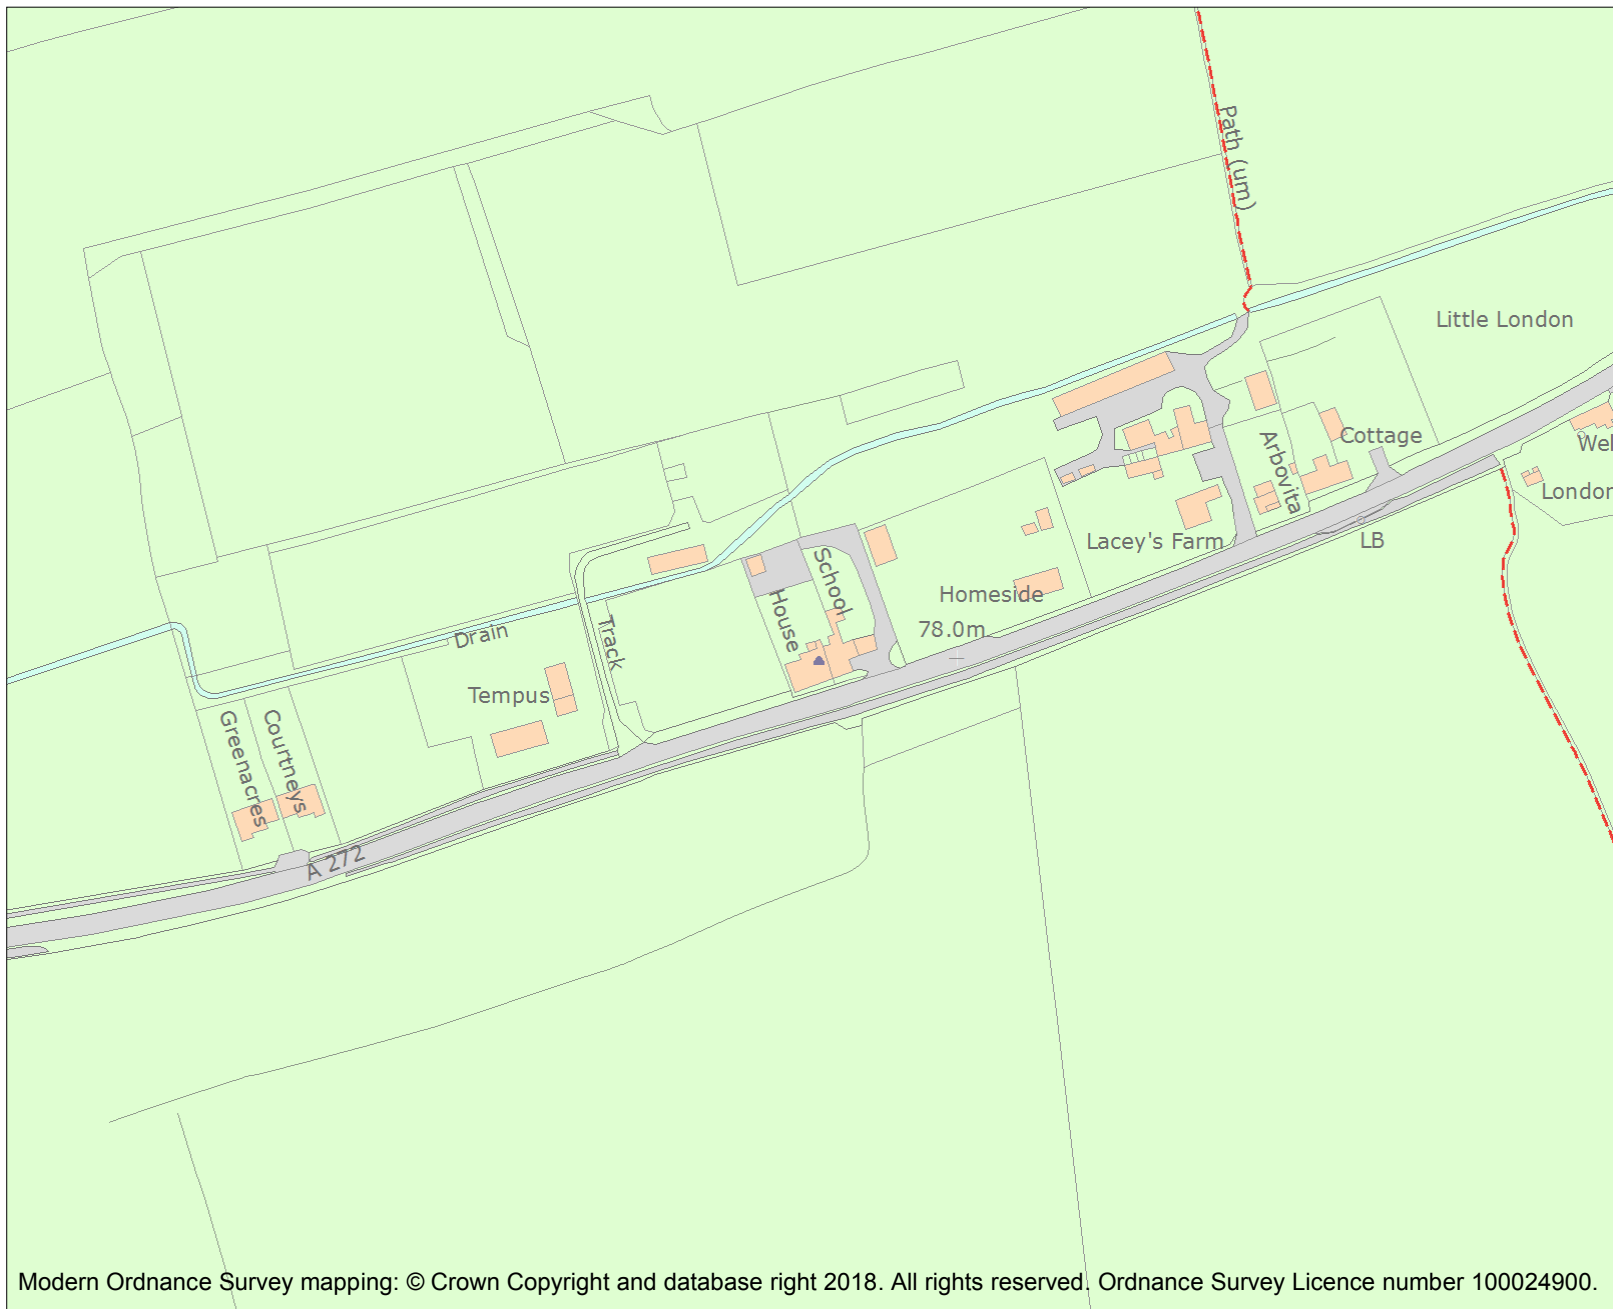 Path (um)
Little London
Cottage
Arbovita
Lacey's Farm
LB
School
House
Homeside
78.0m
Track
Drain
Tempus
Greenacres
Courtneys
A 272
Modern Ordnance Survey mapping: © Crown Copyright and database right 2018. All rights reserved. Ordnance Survey Licence number 100024900.